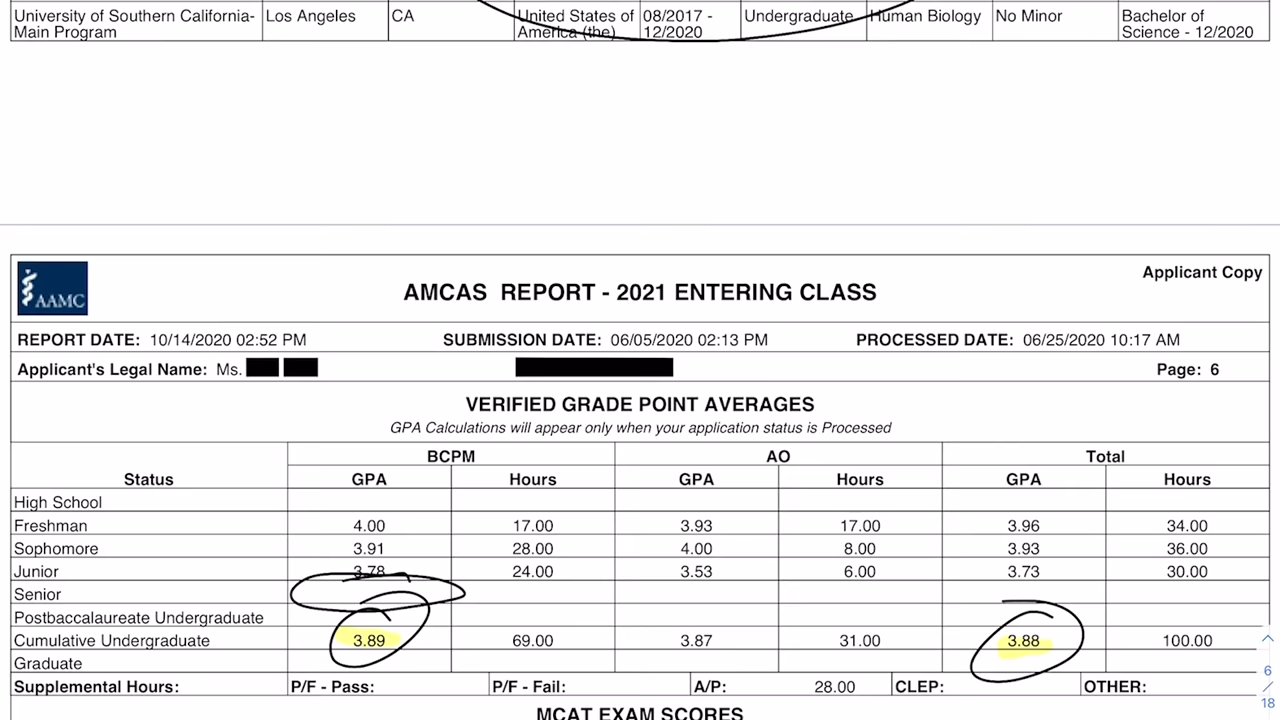 University of Southern California- Los Angeles CA United States of 08/2017 - Undergraduate Human Biology No Minor Bachelor of
Main Program America (the) 12/2020 Science - 12/2020
AAMC
AMCAS REPORT - 2021 ENTERING CLASS
Applicant Copy
REPORT DATE: 10/14/2020 02:52 PM SUBMISSION DATE: 06/05/2020 02:13 PM PROCESSED DATE: 06/25/2020 10:17 AM
Applicant's Legal Name: Ms. Page: 6
VERIFIED GRADE POINT AVERAGES
GPA Calculations will appear only when your application status is Processed
BCPM AO Total
Status GPA Hours GPA Hours GPA Hours
High School
Freshman 4.00 17.00 3.93 17.00 3.96 34.00
Sophomore 3.91 28.00 4.00 8.00 3.93 36.00
Junior 3.78 24.00 3.53 6.00 3.73 30.00
Senior
Postbaccalaureate Undergraduate
Cumulative Undergraduate 3.89 69.00 3.87 31.00 3.88 100.00
Graduate
Supplemental Hours: P/F - Pass: P/F - Fail: A/P: 28.00 CLEP: OTHER:
MCAT EXAM SCORES
6
/
18